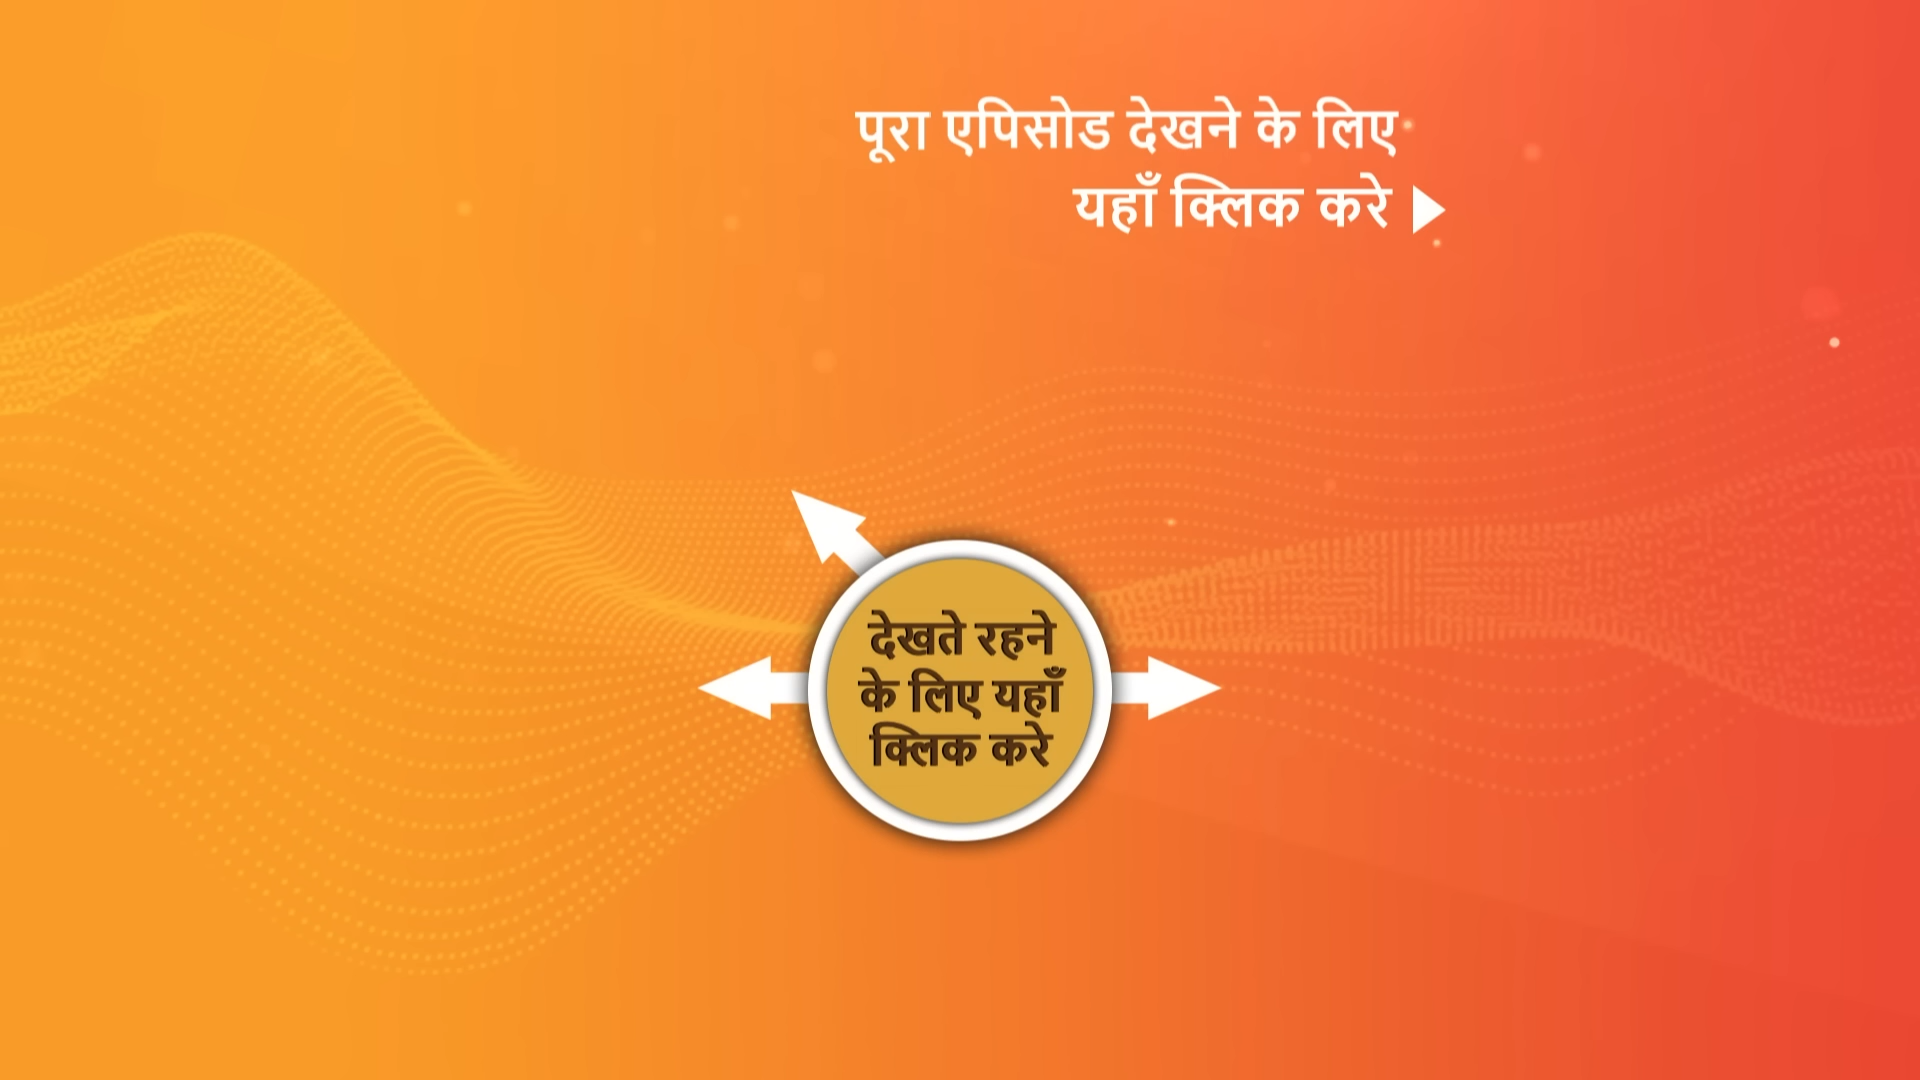 पूरा एपिसोड देखने के लिए
यहाँ क्लिक करे
देखते रहने
के लिए यहाँ
क्लिक करे